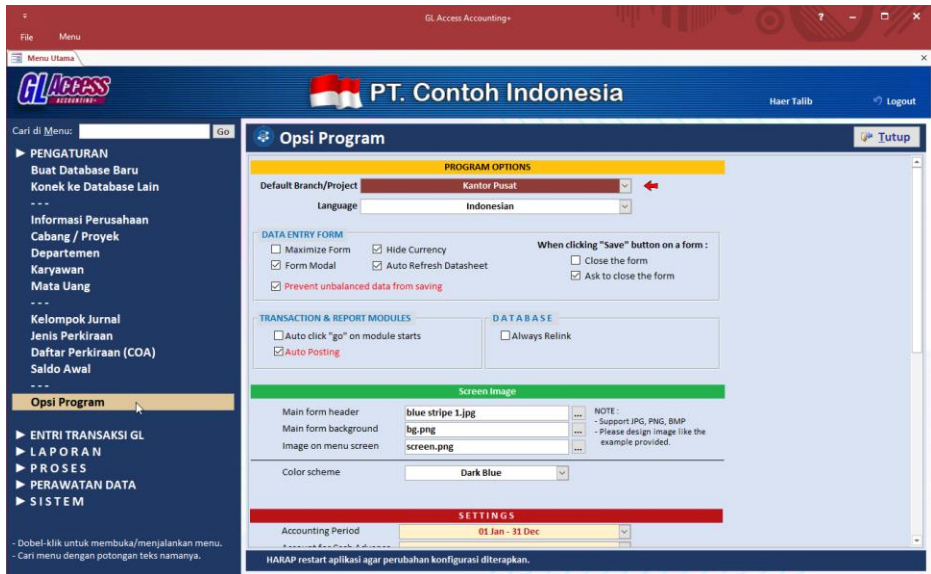 GL Access Accounting+
File Menu
Menu Utama
GLAccess
ACCOUNTING+
PT. Contoh Indonesia
Haer Talib
Logout
Cari di Menu:
Go
PENGATURAN
Buat Database Baru
Konek ke Database Lain
- - -
Informasi Perusahaan
Cabang / Proyek
Departemen
Karyawan
Mata Uang
- - -
Kelompok Jurnal
Jenis Perkiraan
Daftar Perkiraan (COA)
Saldo Awal
- - -
Opsi Program
ENTRI TRANSAKSI GL
LAPORAN
PROSES
PERAWATAN DATA
SISTEM
- Dobel-klik untuk membuka/menjalankan menu.
- Cari menu dengan potongan teks namanya.
Opsi Program
Tutup
PROGRAM OPTIONS
Default Branch/Project Kantor Pusat
Language Indonesian
DATA ENTRY FORM
Maximize Form Hide Currency
Form Modal Auto Refresh Datasheet
Prevent unbalanced data from saving
When clicking "Save" button on a form :
Close the form
Ask to close the form
TRANSACTION & REPORT MODULES
Auto click "go" on module starts
Auto Posting
DATABASE
Always Relink
Screen Image
Main form header blue stripe 1.jpg ...
Main form background bg.png ...
Image on menu screen screen.png ...
NOTE :
- Support JPG, PNG, BMP
- Please design image like the
example provided.
Color scheme Dark Blue
SETTINGS
Accounting Period 01 Jan - 31 Dec
Account for Cash Advance
HARAP restart aplikasi agar perubahan konfigurasi diterapkan.